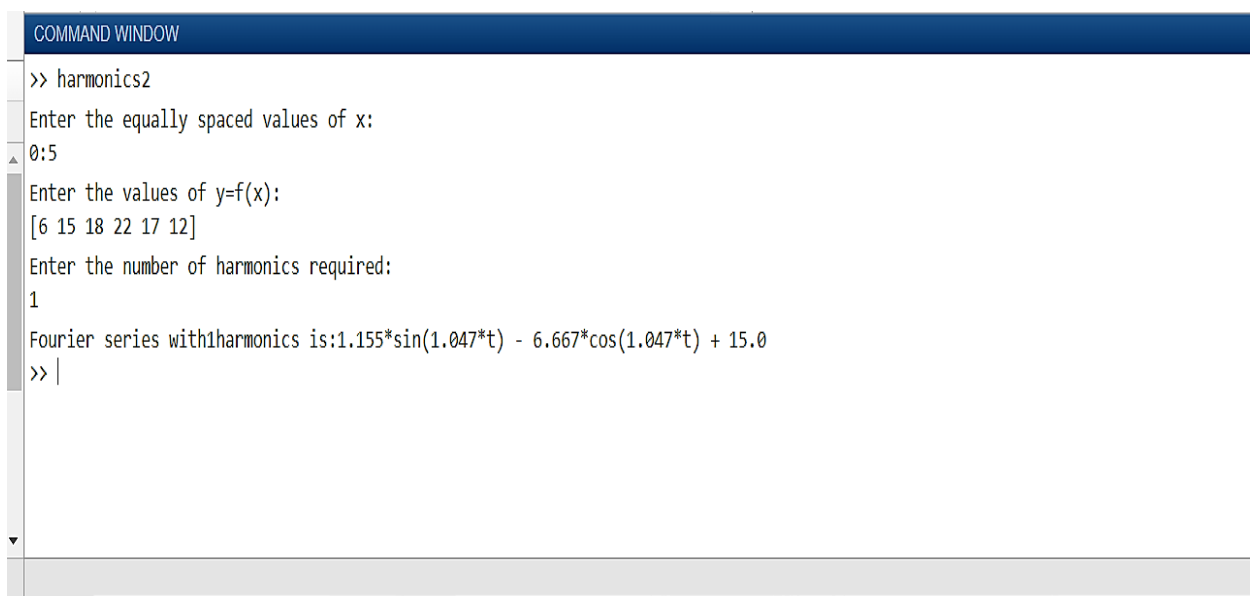 COMMAND WINDOW
>> harmonics2
Enter the equally spaced values of x:
0:5
Enter the values of y=f(x):
[6 15 18 22 17 12]
Enter the number of harmonics required:
1
Fourier series with1harmonics is:1.155*sin(1.047*t) - 6.667*cos(1.047*t) + 15.0
>>